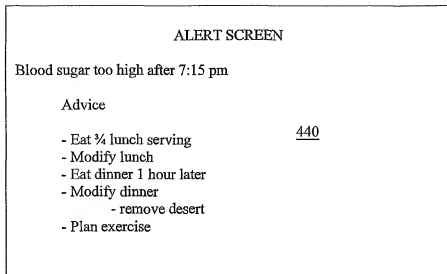 ALERT SCREEN
Blood sugar too high after 7:15 pm
Advice
- Eat ¾ lunch serving
440
- Modify lunch
- Eat dinner 1 hour later
- Modify dinner
- remove desert
- Plan exercise